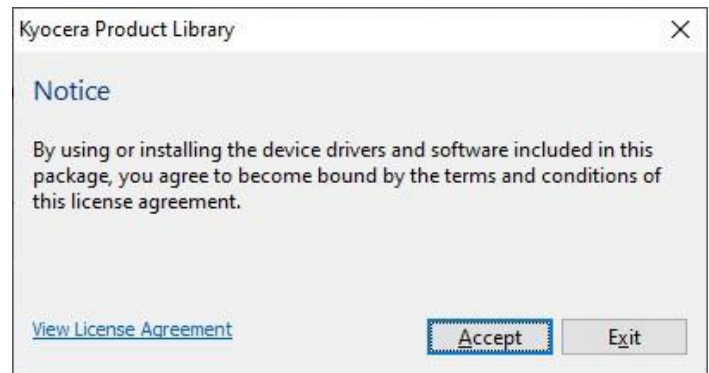 Kyocera Product Library
Notice
By using or installing the device drivers and software included in this
package, you agree to become bound by the terms and conditions of
this license agreement.
View License Agreement
Accept
Exit